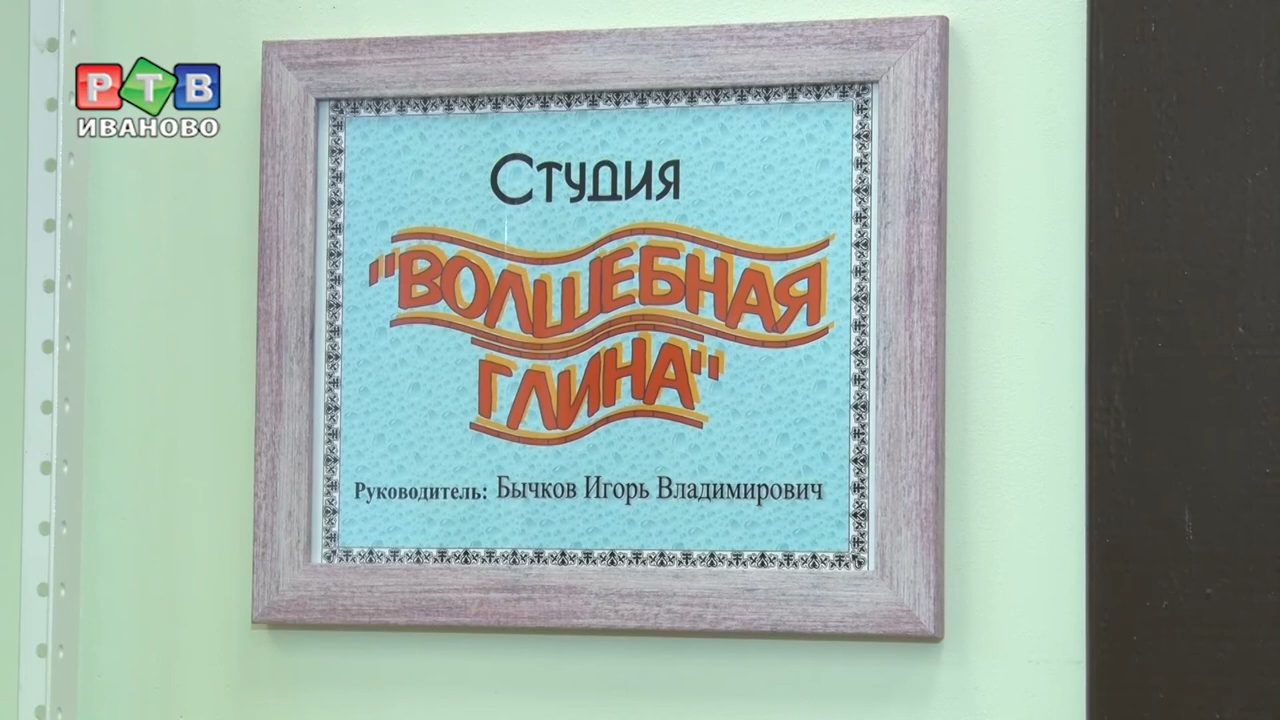 РТВ
ИВАНОВО
Студия
"ВОЛШЕБНАЯ
ГЛИНА"
Руководитель: Бычков Игорь Владимирович